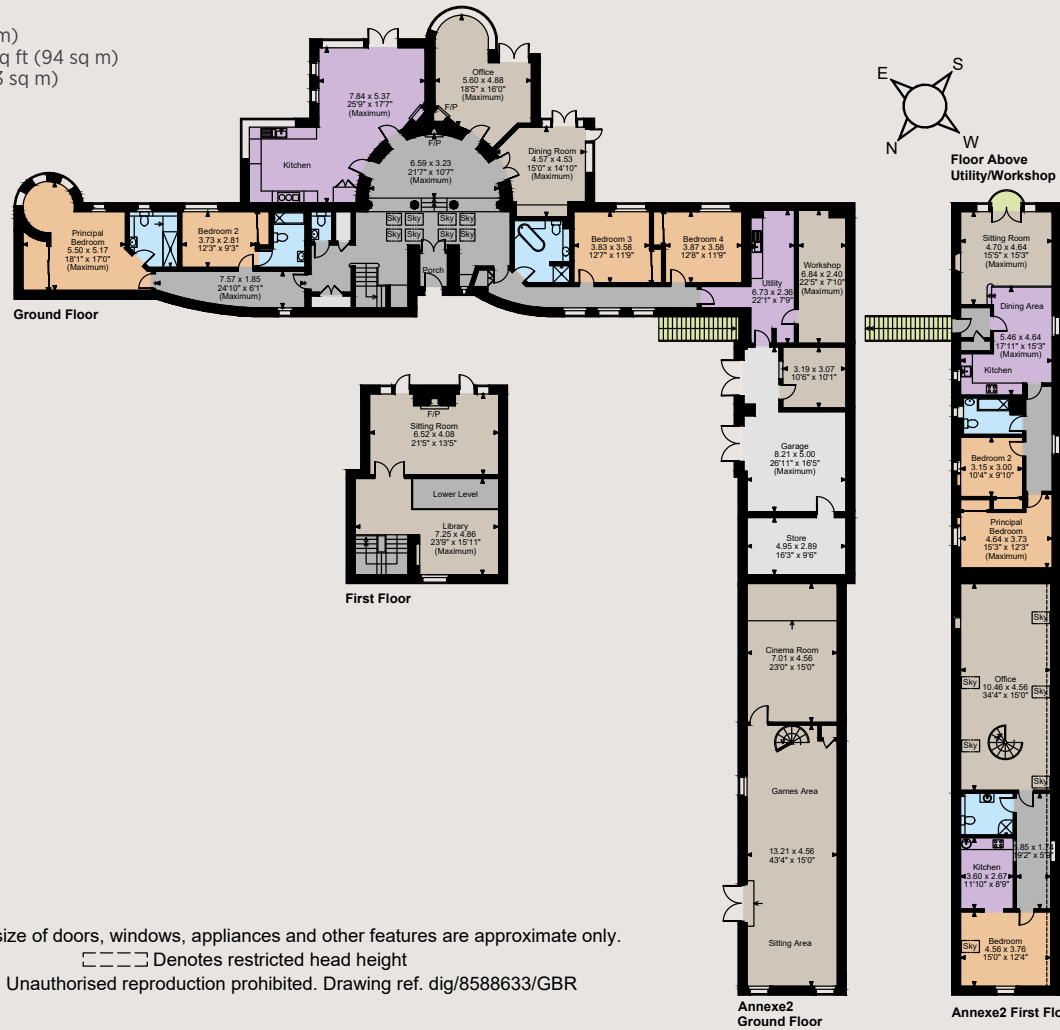 m)
q ft (94 sq m)
sq m)
E
S
N
W
Office
5.60 x 4.88
18'5" x 16'0"
(Maximum)
F/P
7.84 x 5.37
25'9" x 17'7"
(Maximum)
Kitchen
F/P
6.59 x 3.23
21'7" x 10'7"
(Maximum)
Dining Room
4.57 x 4.53
15'0" x 14'10"
(Maximum)
Sky
Sky
Sky
Sky
Sky
Sky
Sky
Sky
Porch
Principal
Bedroom
5.50 x 5.17
18'1" x 17'0"
(Maximum)
Bedroom 2
3.73 x 2.81
12'3" x 9'3"
7.57 x 1.85
24'10" x 6'1"
(Maximum)
Bedroom 3
3.83 x 3.58
12'7" x 11'9"
Bedroom 4
3.87 x 3.58
12'8" x 11'9"
Utility
6.73 x 2.36
22'1" x 7'9"
Workshop
6.84 x 2.40
22'5" x 7'10"
(Maximum)
Ground Floor
3.19 x 3.07
10'6" x 10'1"
Garage
8.21 x 5.00
26'11" x 16'5"
(Maximum)
Store
4.95 x 2.89
16'3" x 9'6"
F/P
Sitting Room
6.52 x 4.08
21'5" x 13'5"
Lower Level
Library
7.25 x 4.86
23'9" x 15'11"
(Maximum)
First Floor
Cinema Room
7.01 x 4.56
23'0" x 15'0"
Games Area
13.21 x 4.56
43'4" x 15'0"
Sitting Area
Annexe2
Ground Floor
Floor Above
Utility/Workshop
Sitting Room
4.70 x 4.64
15'5" x 15'3"
(Maximum)
Dining Area
5.46 x 4.64
17'11" x 15'3"
(Maximum)
Kitchen
Bedroom 2
3.15 x 3.00
10'4" x 9'10"
Principal
Bedroom
4.64 x 3.73
15'3" x 12'3"
(Maximum)
Sky
Office
10.46 x 4.56
34'4" x 15'0"
Sky
Sky
Sky
Sky
Kitchen
3.60 x 2.67
11'10" x 8'9"
Bedroom
4.56 x 3.76
15'0" x 12'4"
Sky
Annexe2 First Flo
size of doors, windows, appliances and other features are approximate only.
Denotes restricted head height
Unauthorised reproduction prohibited. Drawing ref. dig/8588633/GBR